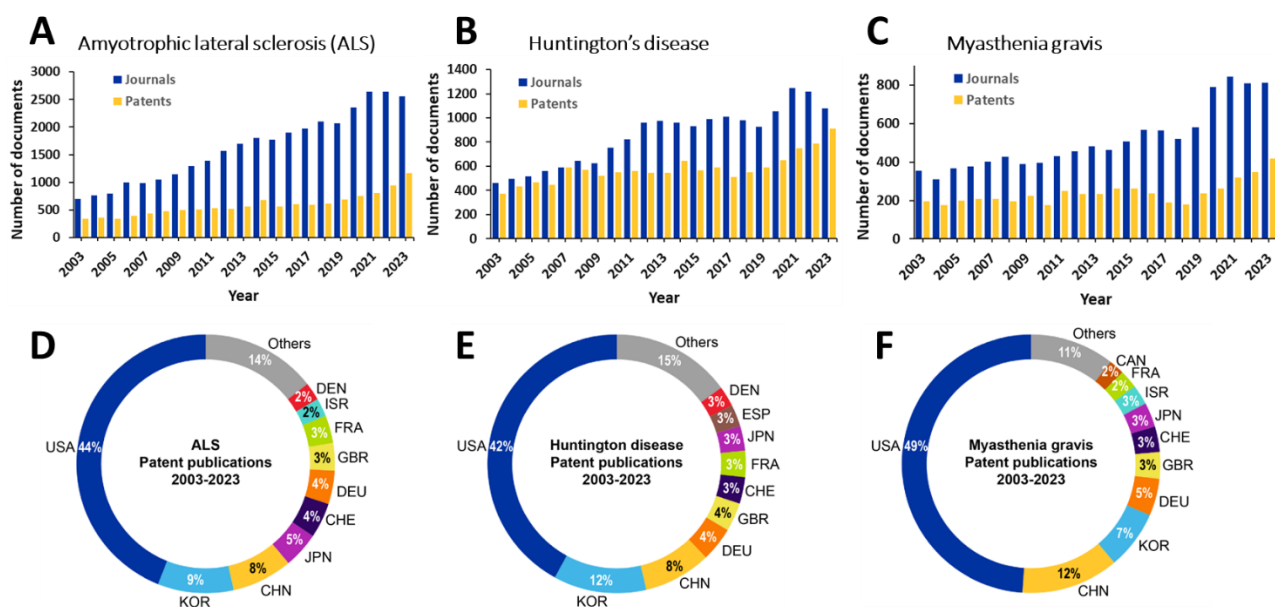 A
Amyotrophic lateral sclerosis (ALS)
Number of documents
3000
2500
2000
1500
1000
500
0
Journals
Patents
2003
2005
2007
2009
2011
2013
2015
2017
2019
2021
2023
Year
B
Huntington's disease
Number of documents
1400
1200
1000
800
600
400
200
0
Journals
Patents
2003
2005
2007
2009
2011
2013
2015
2017
2019
2021
2023
Year
C
Myasthenia gravis
Number of documents
800
600
400
200
0
Journals
Patents
2003
2005
2007
2009
2011
2013
2015
2017
2019
2021
2023
Year
D
Others
14%
DEN
2%
ISR
2%
FRA
3%
GBR
3%
DEU
4%
CHE
4%
JPN
5%
CHN
8%
KOR
9%
USA
44%
ALS
Patent publications
2003-2023
E
Others
15%
DEN
3%
ESP
3%
JPN
3%
FRA
3%
CHE
3%
GBR
4%
DEU
4%
CHN
8%
KOR
12%
USA
42%
Huntington disease
Patent publications
2003-2023
F
Others
11%
CAN
2%
FRA
2%
ISR
3%
JPN
3%
CHE
3%
GBR
3%
DEU
5%
KOR
7%
CHN
12%
USA
49%
Myasthenia gravis
Patent publications
2003-2023